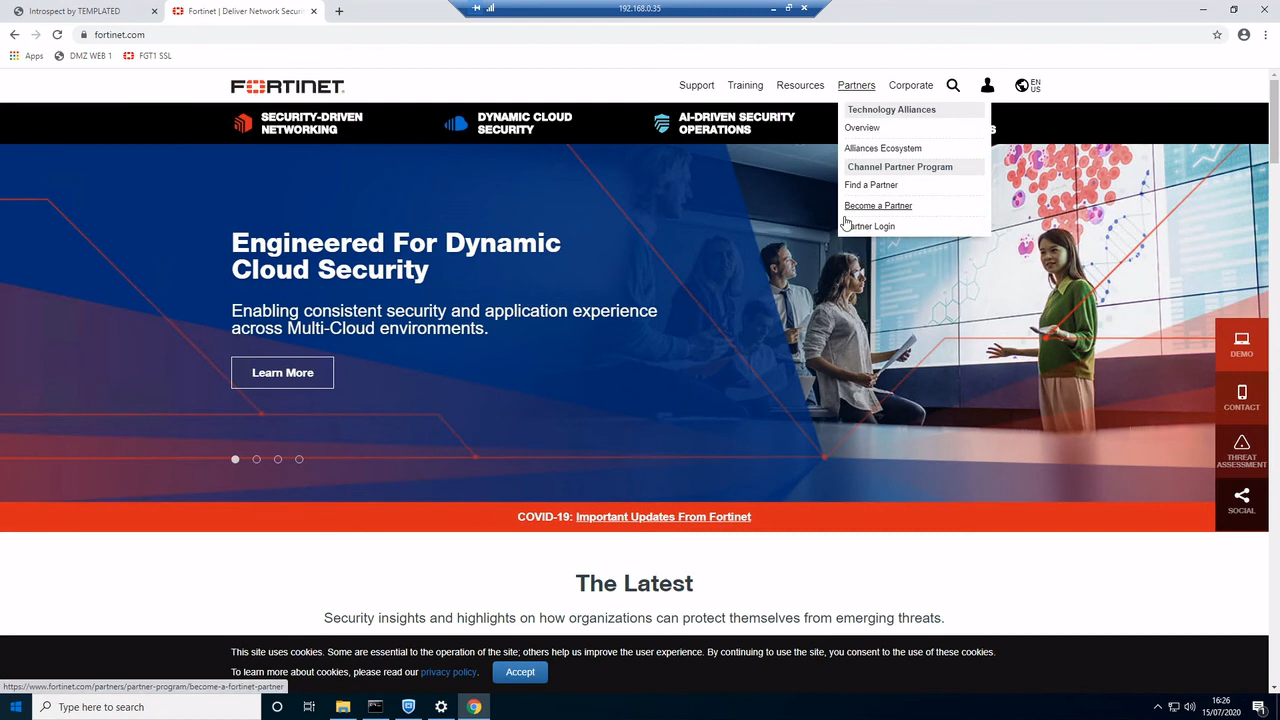 Inspect by TEMPLATED
Fortinet | Deliver Network Securi
192.168.0.35
fortinet.com
Apps
DMZ WEB 1
FGT1 SSL
FORTINET
Support
Training
Resources
Partners
Corporate
EN
US
SECURITY-DRIVEN
NETWORKING
DYNAMIC CLOUD
SECURITY
AI-DRIVEN SECURITY
OPERATIONS
Technology Alliances
Overview
Alliances Ecosystem
Channel Partner Program
Find a Partner
Become a Partner
Partner Login
Engineered For Dynamic
Cloud Security
Enabling consistent security and application experience
across Multi-Cloud environments.
Learn More
DEMO
CONTACT
THREAT
ASSESSMENT
SOCIAL
COVID-19: Important Updates From Fortinet
The Latest
Security insights and highlights on how organizations can protect themselves from emerging threats.
This site uses cookies. Some are essential to the operation of the site; others help us improve the user experience. By continuing to use the site, you consent to the use of these cookies.
To learn more about cookies, please read our privacy policy.
Accept
https://www.fortinet.com/partners/partner-program/become-a-fortinet-partner
Type here to search
16:26
15/07/2020